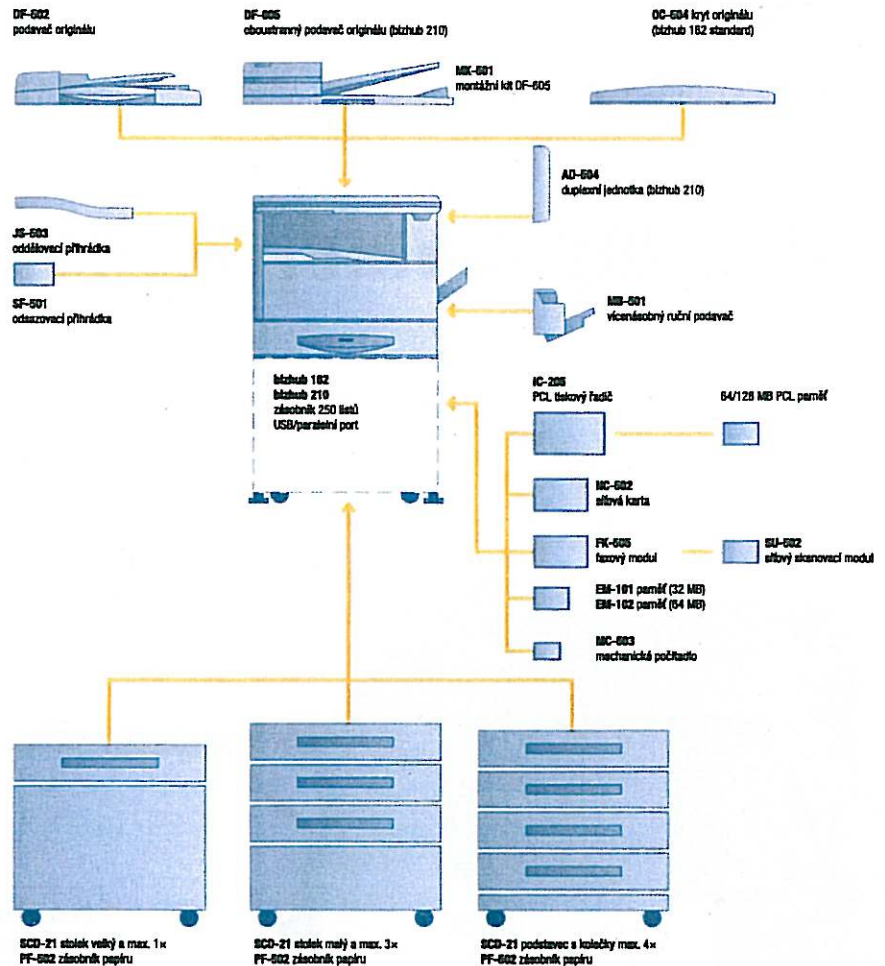 DF-502
podavač originálu
DF-605
oboustranný podavač originálu (bizhub 210)
OC-504 kryt originálu
(bizhub 162 standard)
MK-501
montážní kit DF-605
AD-504
duplexní jednotka (bizhub 210)
JS-503
oddělovací přihrádka
SF-501
odsazovací přihrádka
MB-501
vícenásobný ruční podavač
bizhub 162
bizhub 210
zásobník 250 listů
USB/paralelní port
IC-205
PCL tiskový řadič
64/128 MB PCL paměť
NC-502
síťová karta
FK-505
faxový modul
SU-502
síťový skanovací modul
EM-101 paměť (32 MB)
EM-102 paměť (64 MB)
MC-503
mechanická počítadlo
SCD-21 stolek velký a max. 1×
PF-502 zásobník papíru
SCD-21 stolek malý a max. 3×
PF-502 zásobník papíru
SCD-21 podstavec s kolečky max. 4×
PF-502 zásobník papíru